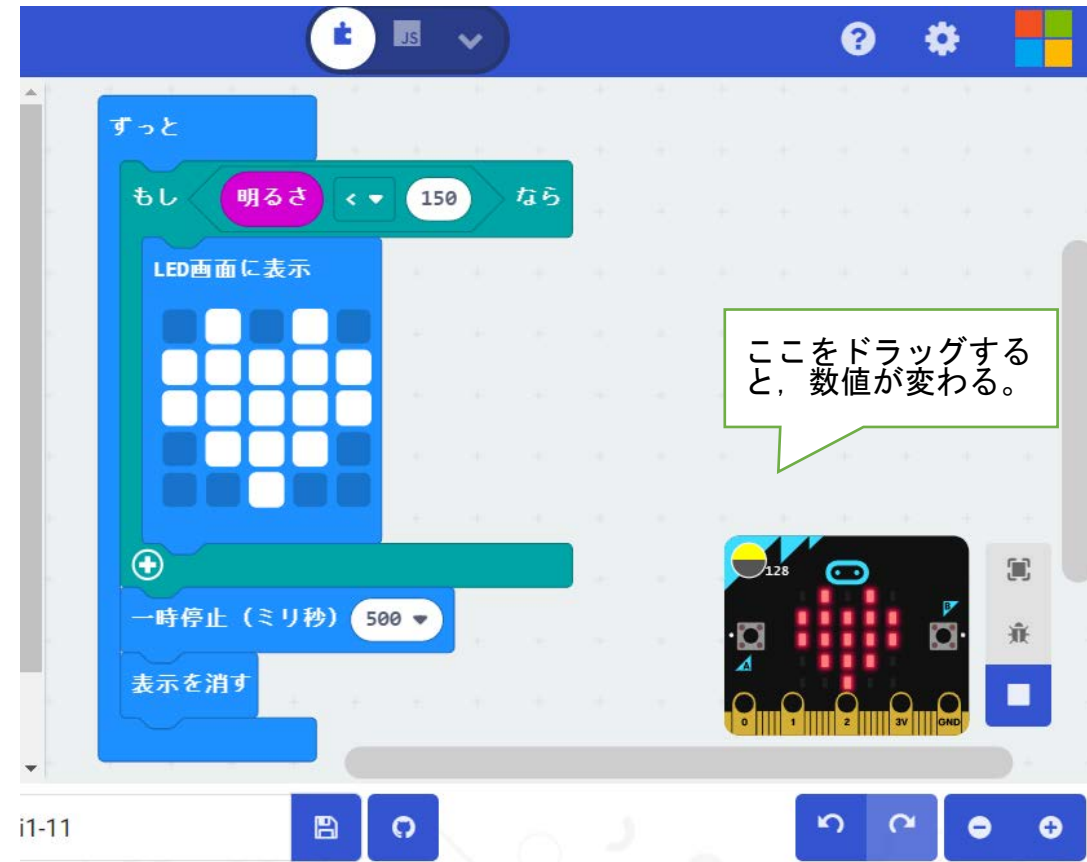 JS
?
ずっと
もし 明るさ < 150 なら
LED画面に表示
ここをドラッグする
と，数値が変わる。
128
B
A
0 1 2 3V GND
一時停止（ミリ秒） 500
表示を消す
i1-11